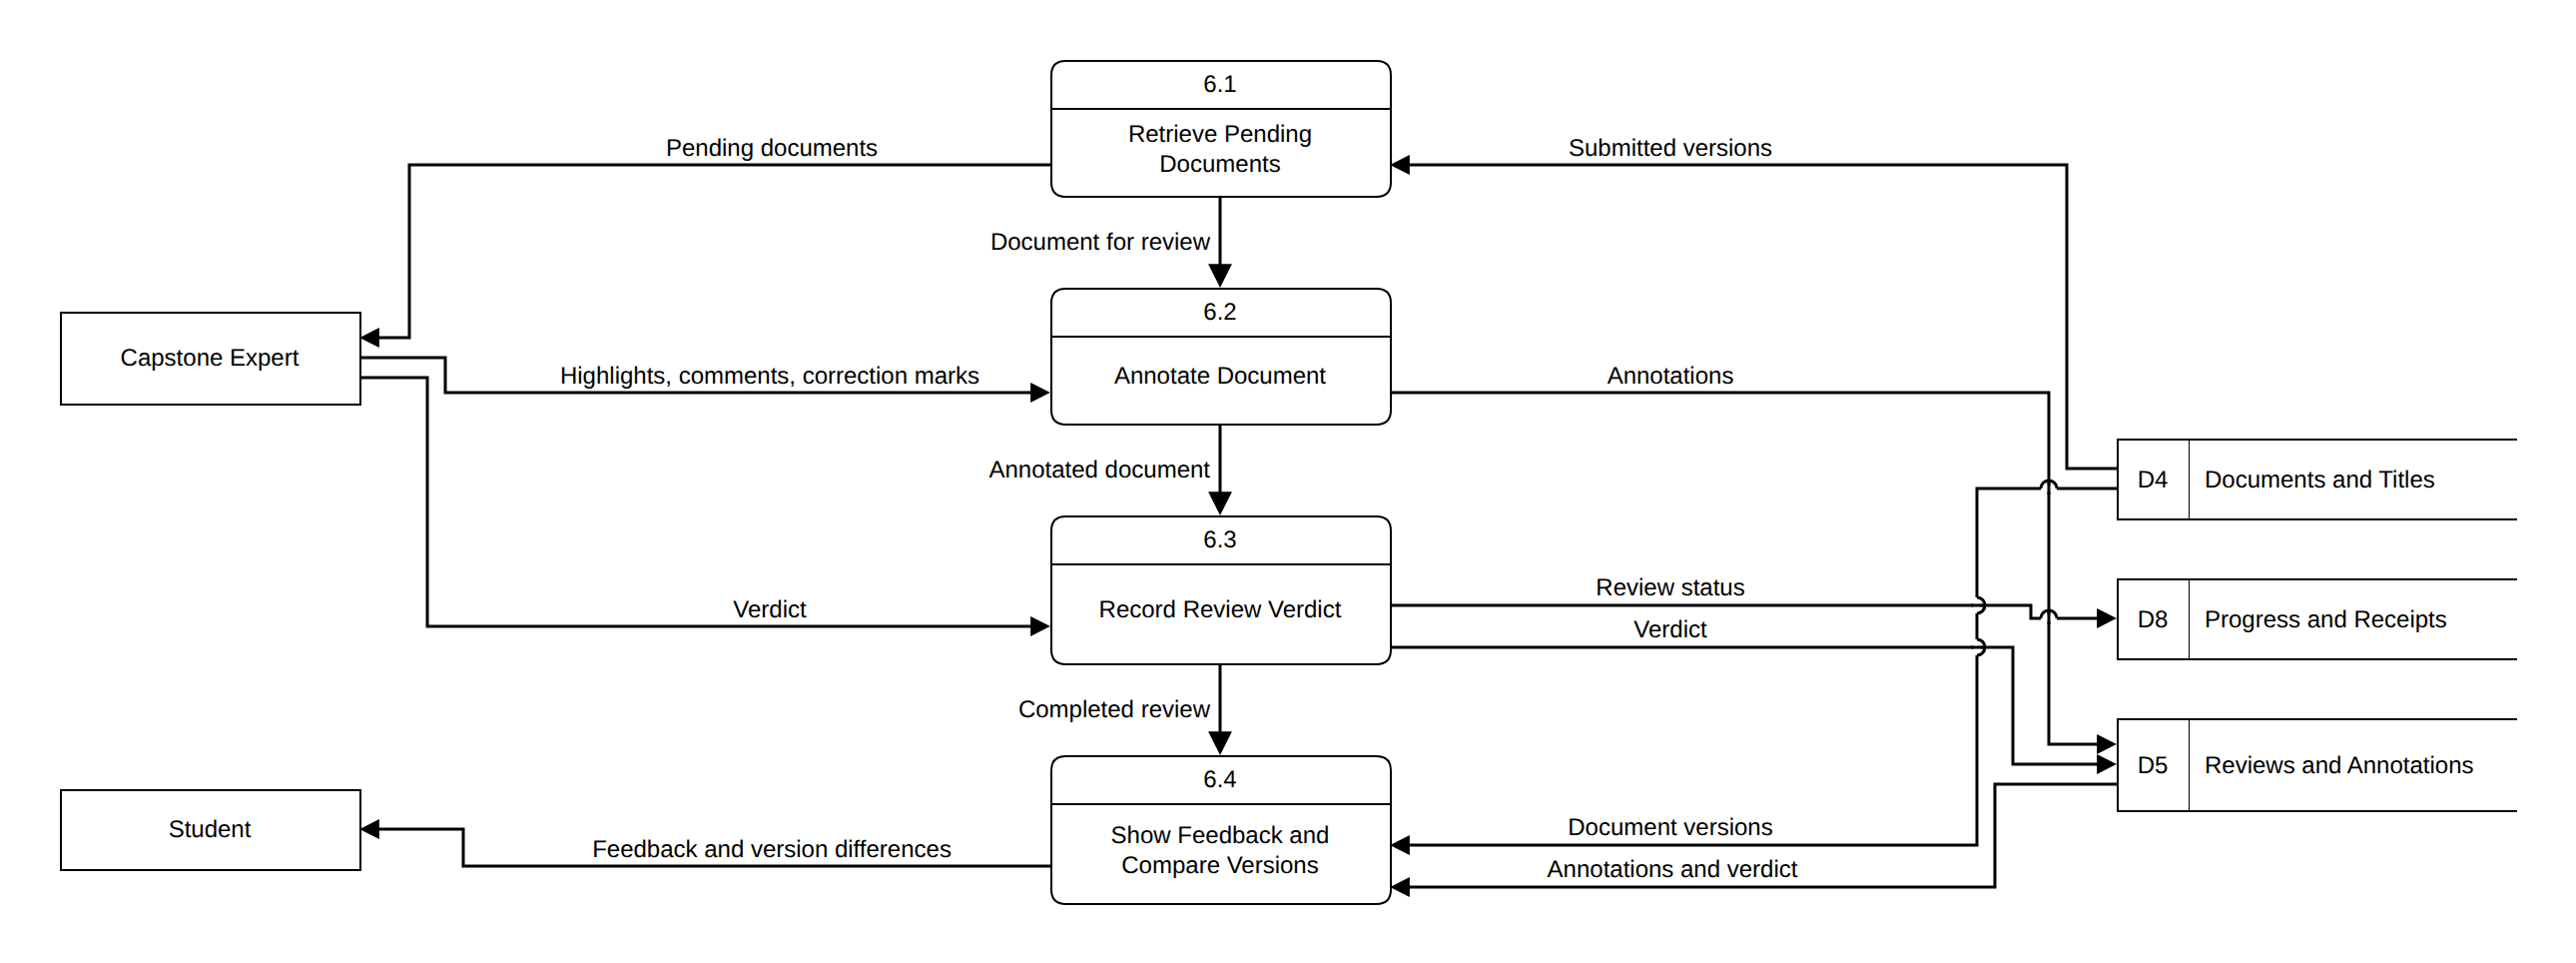 6.1
Retrieve Pending
Documents
Pending documents
Submitted versions
Document for review
6.2
Annotate Document
Capstone Expert
Highlights, comments, correction marks
Annotations
Annotated document
D4
Documents and Titles
6.3
Record Review Verdict
Verdict
Review status
Verdict
D8
Progress and Receipts
Completed review
D5
Reviews and Annotations
6.4
Show Feedback and
Compare Versions
Student
Feedback and version differences
Document versions
Annotations and verdict